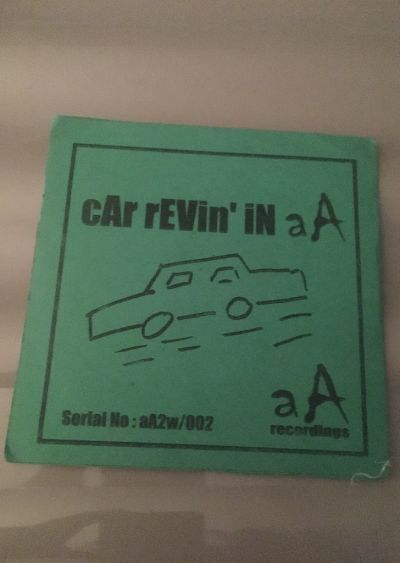 cAr rEVin' iN aA
aA
recordings
Serial No : aA2w/002